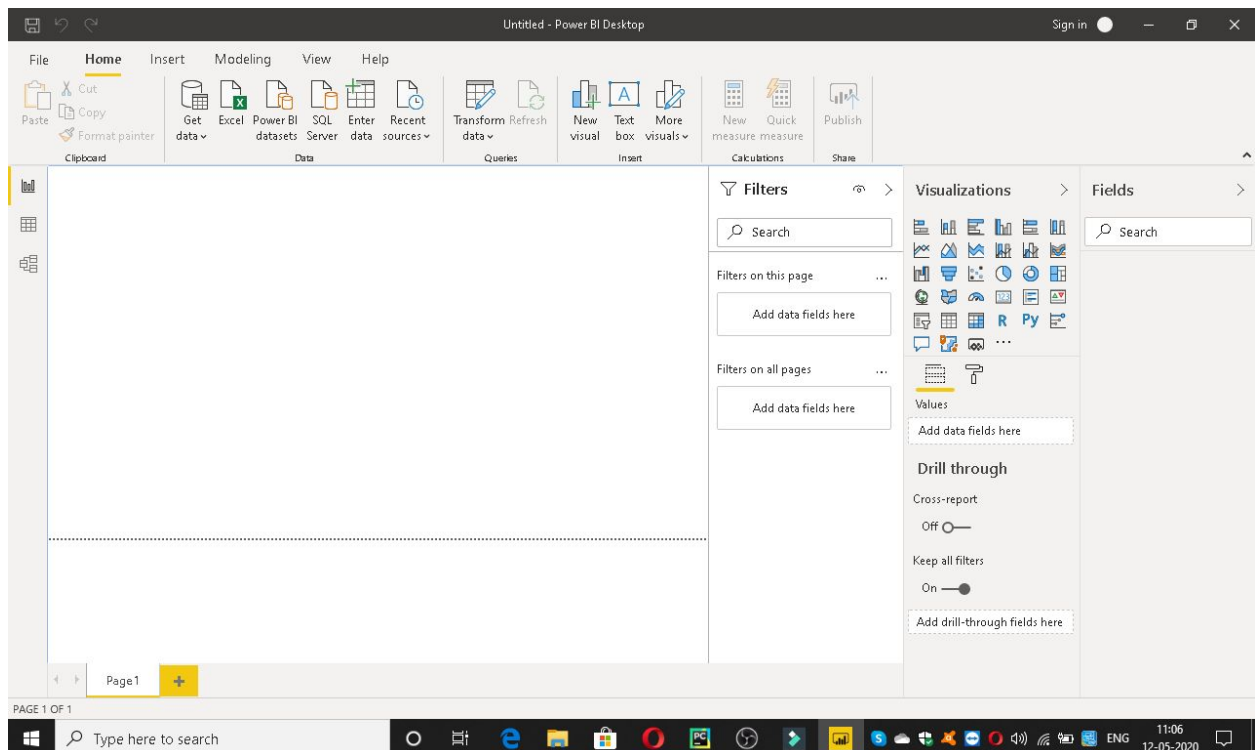 Untitled - Power BI Desktop
Sign in
File Home Insert Modeling View Help
Paste
Cut
Copy
Format painter
Clipboard
Get data
Excel
Power BI datasets
SQL Server
Enter data
Recent sources
Data
Transform data
Refresh
Queries
New visual
Text box
More visuals
Insert
New measure
Quick measure
Calculations
Publish
Share
Filters
Search
Filters on this page
...
Add data fields here
Filters on all pages
...
Add data fields here
Visualizations
123
R Py
...
Values
Add data fields here
Drill through
Cross-report
Off
Keep all filters
On
Add drill-through fields here
Fields
Search
Page 1
PAGE 1 OF 1
Type here to search
PC
ENG
11:06
12-05-2020